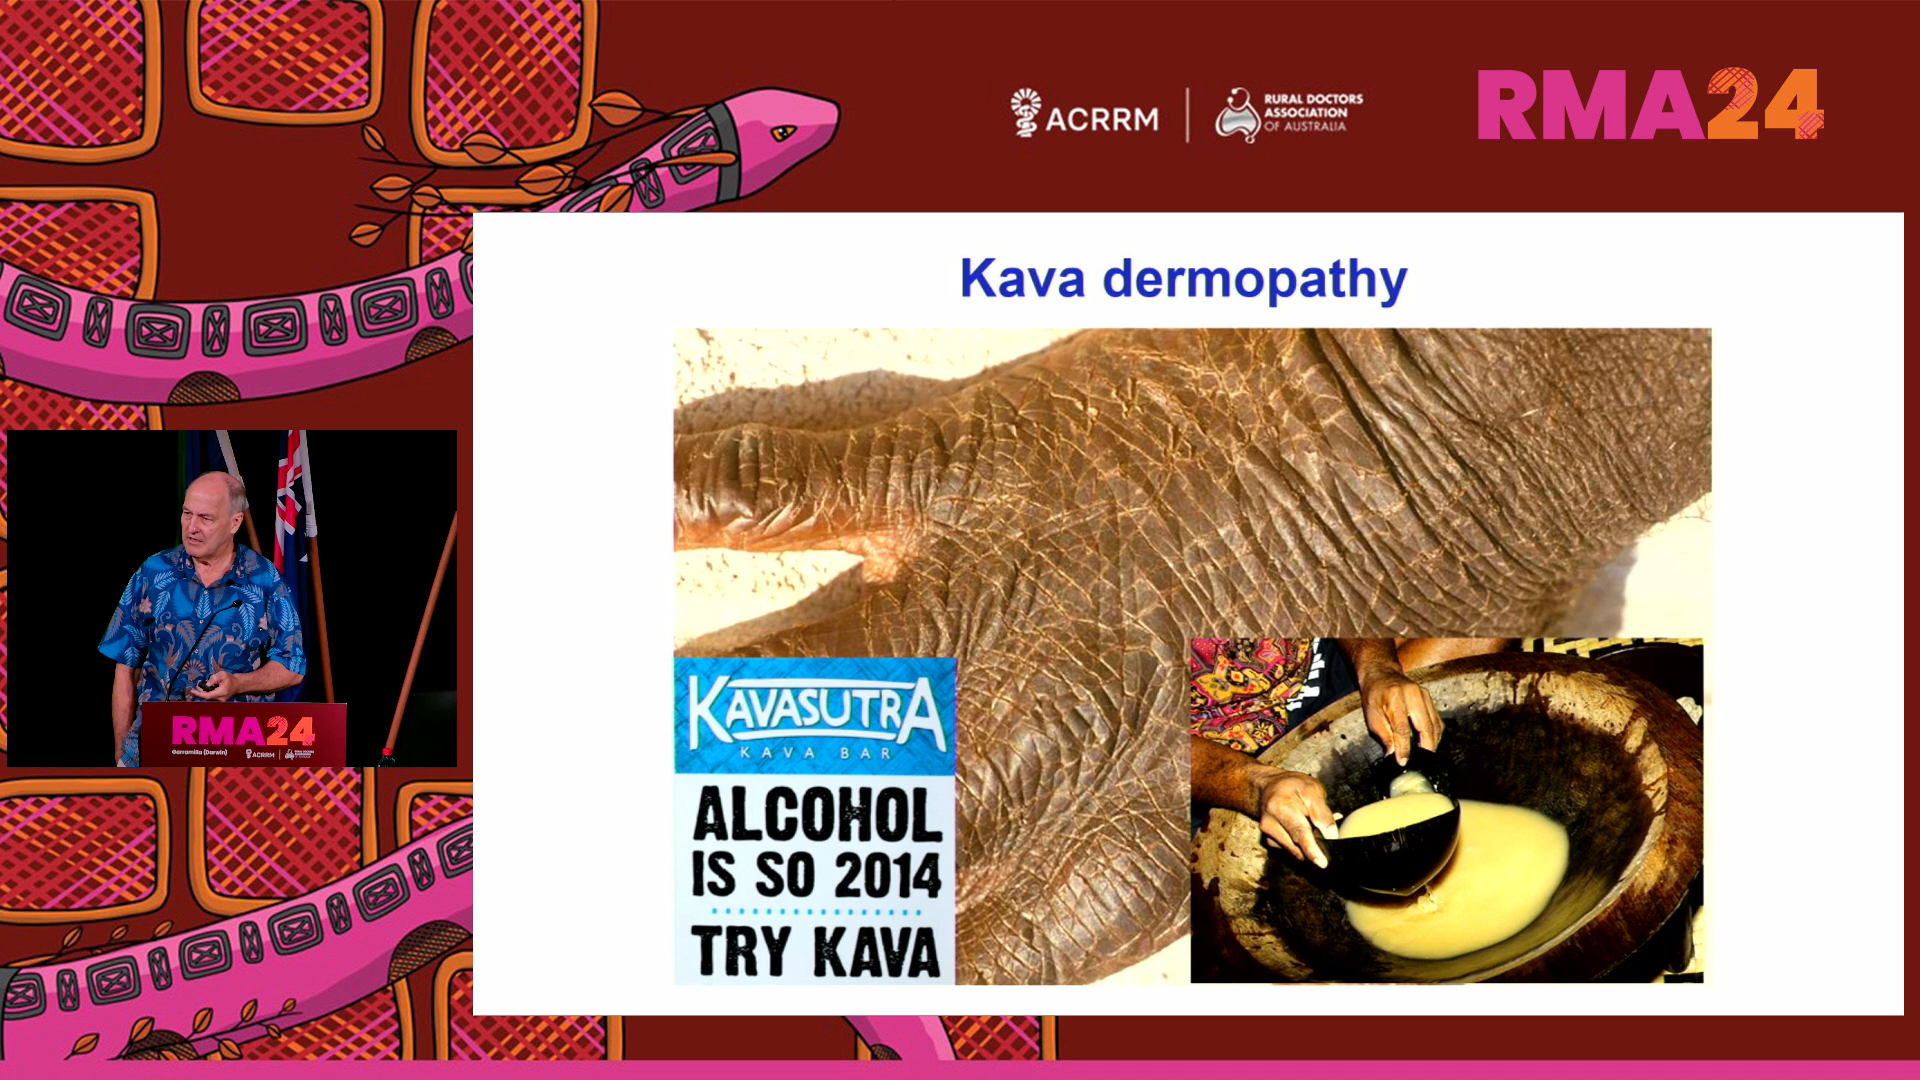 ACRRM
RURAL DOCTORS
ASSOCIATION
OF AUSTRALIA
RMA24
Kava dermopathy
KAVASUTRA
KAVA BAR
ALCOHOL
IS SO 2014
TRY KAVA
RMA24
Garramilla (Darwin)
ACRRM